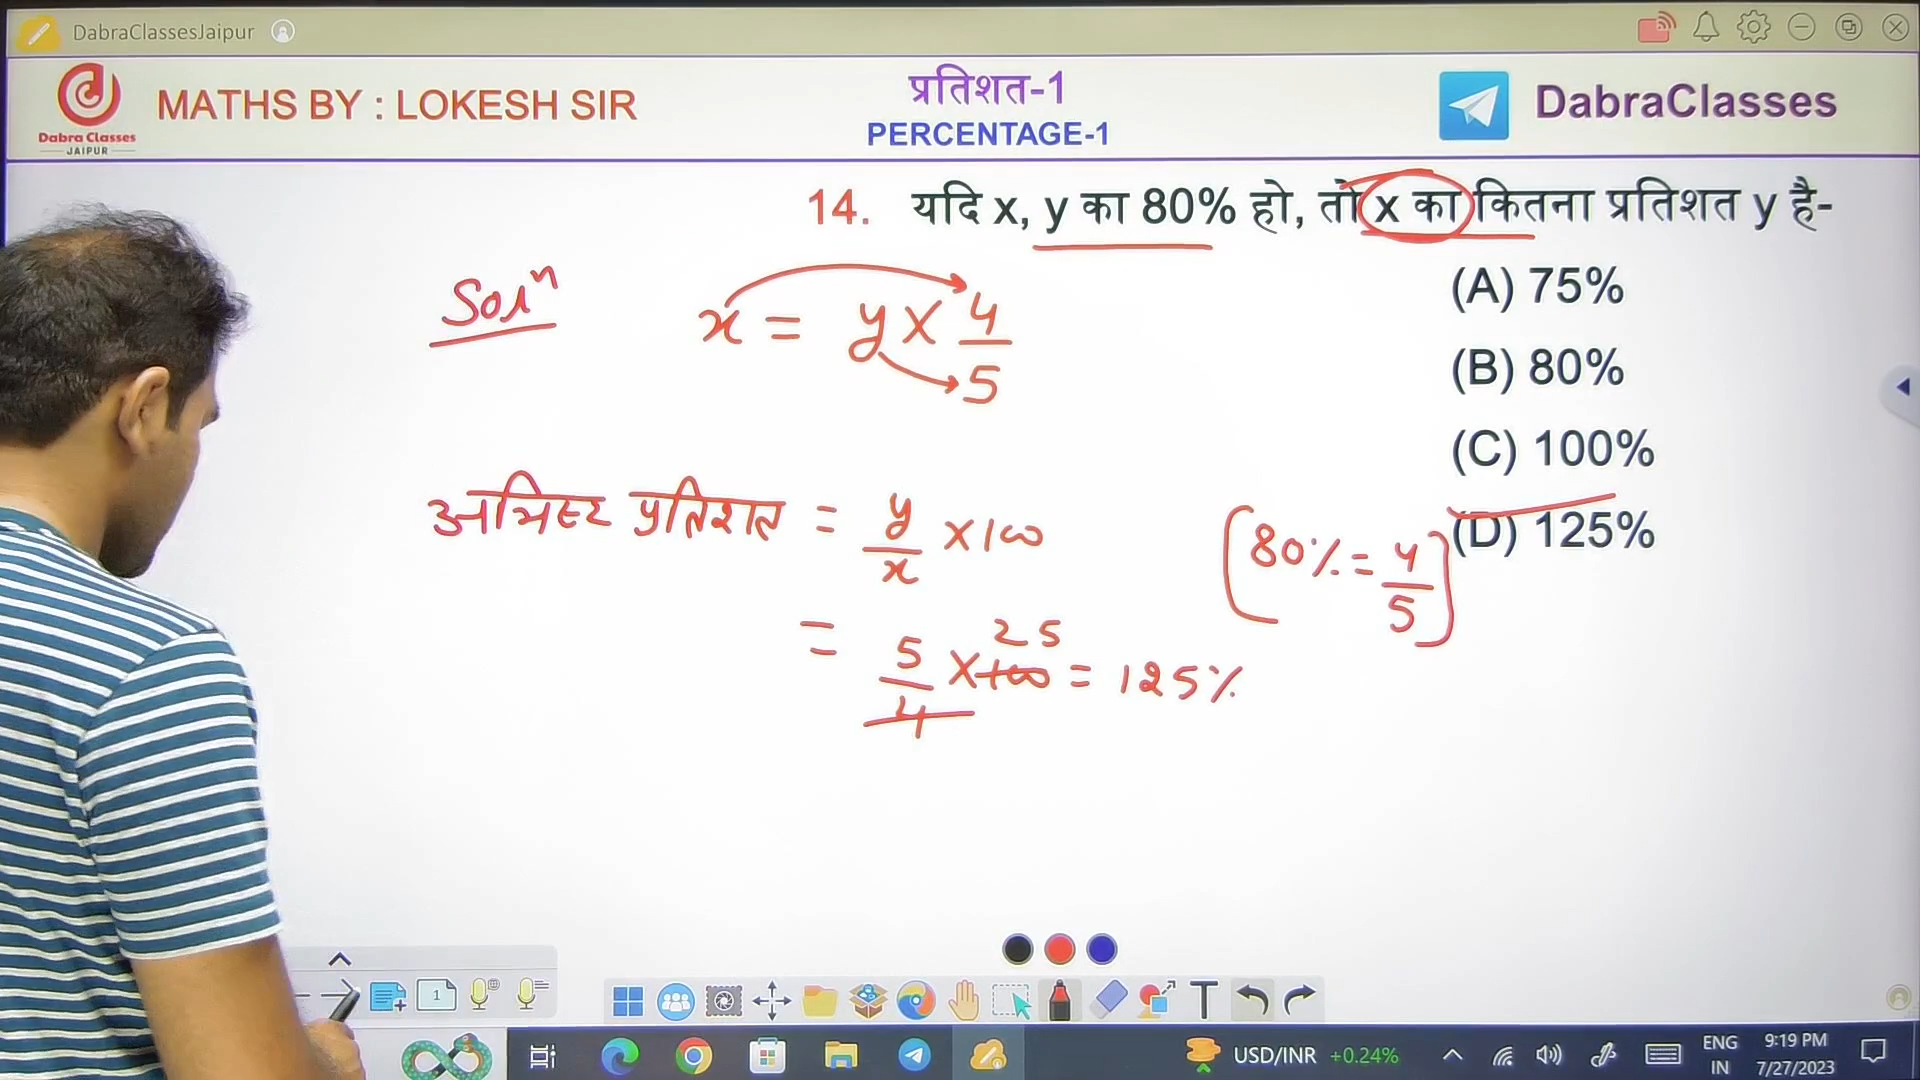 DabraClassesJaipur
Dabra Classes
JAIPUR
MATHS BY : LOKESH SIR
प्रतिशत-1
PERCENTAGE-1
DabraClasses
14. यदि x, y का 80% हो, तो x का कितना प्रतिशत y है-
(A) 75%
(B) 80%
(C) 100%
(D) 125%
Solⁿ
x = y × 4/5
अभिस्ट प्रतिशत = y/x × 100
[80% = 4/5]
= 5/4 × 100 = 125%
25
1
T
USD/INR +0.24%
ENG
IN
9:19 PM
7/27/2023